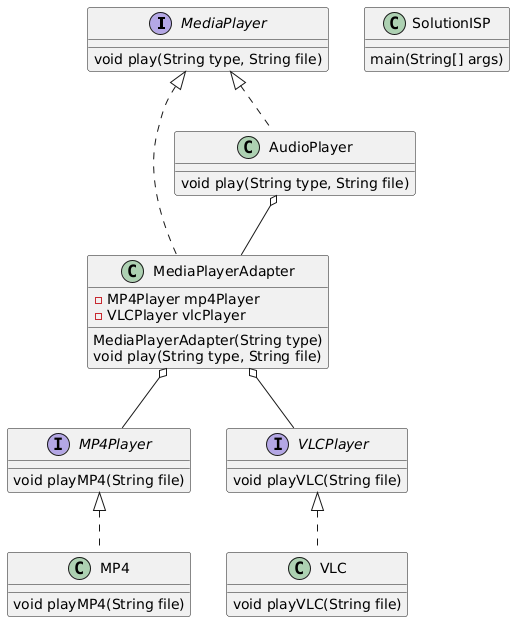 I MediaPlayer
void play(String type, String file)
C SolutionISP
main(String[] args)
C AudioPlayer
void play(String type, String file)
C MediaPlayerAdapter
MP4Player mp4Player
VLCPlayer vlcPlayer
MediaPlayerAdapter(String type)
void play(String type, String file)
I MP4Player
void playMP4(String file)
I VLCPlayer
void playVLC(String file)
C MP4
void playMP4(String file)
C VLC
void playVLC(String file)